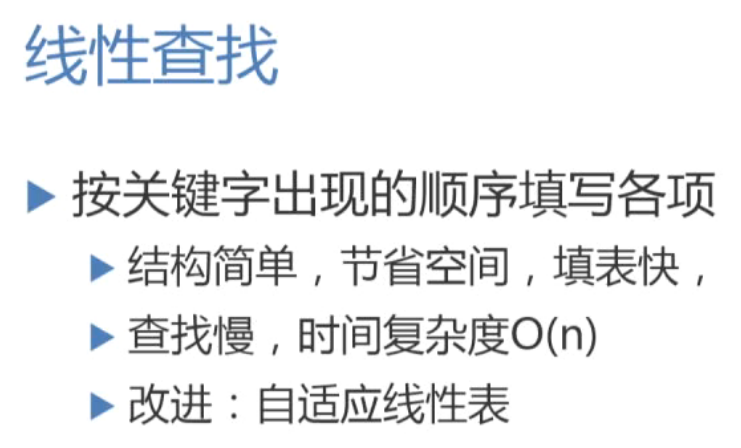 线性查找
按关键字出现的顺序填写各项
结构简单，节省空间，填表快，
查找慢，时间复杂度O(n)
改进：自适应线性表